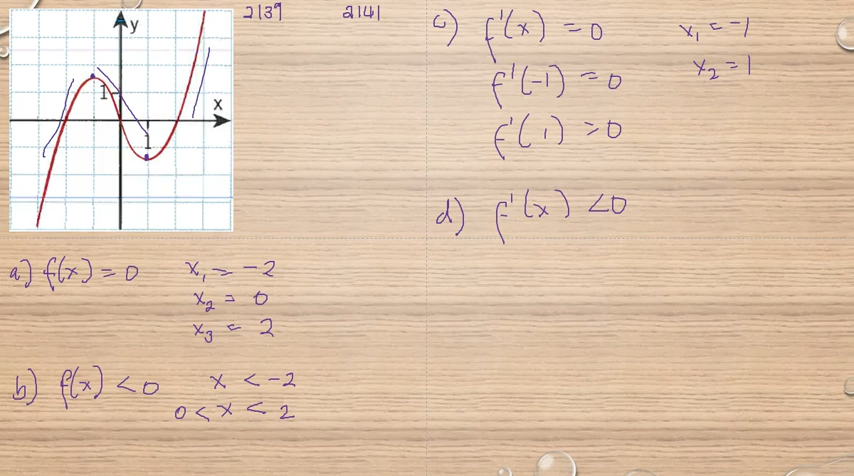 2139 2141
y
1
x
1
a) f(x) = 0 x₁ = -2
x₂ = 0
x₃ = 2
b) f(x) < 0 x < -2
0 < x < 2
c) f'(x) = 0 x₁ = -1
x₂ = 1
f'(-1) = 0
f'(1) > 0
d) f'(x) < 0